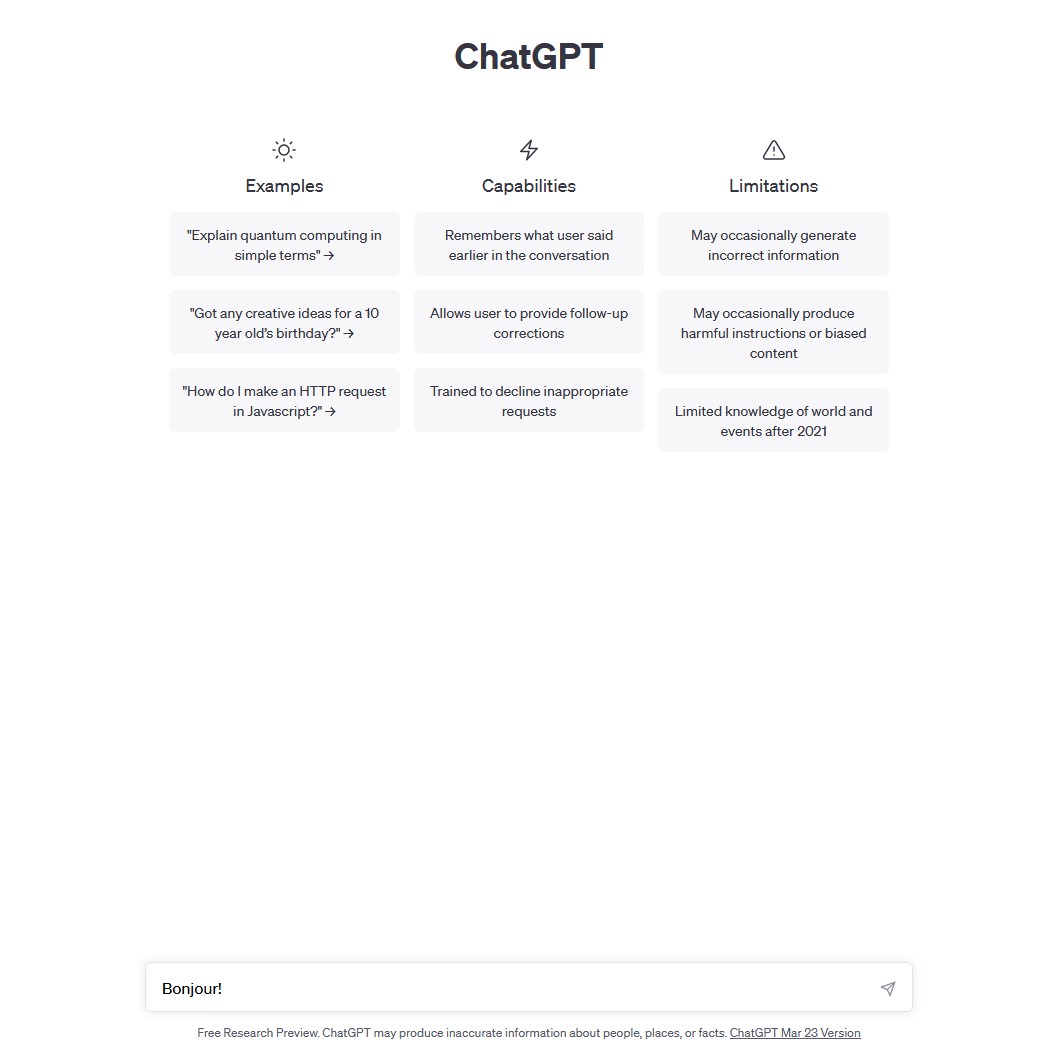 ChatGPT
Examples
"Explain quantum computing in
simple terms" →
"Got any creative ideas for a 10
year old's birthday?" →
"How do I make an HTTP request
in Javascript?" →
Capabilities
Remembers what user said
earlier in the conversation
Allows user to provide follow-up
corrections
Trained to decline inappropriate
requests
Limitations
May occasionally generate
incorrect information
May occasionally produce
harmful instructions or biased
content
Limited knowledge of world and
events after 2021
Bonjour!
Free Research Preview. ChatGPT may produce inaccurate information about people, places, or facts. ChatGPT Mar 23 Version